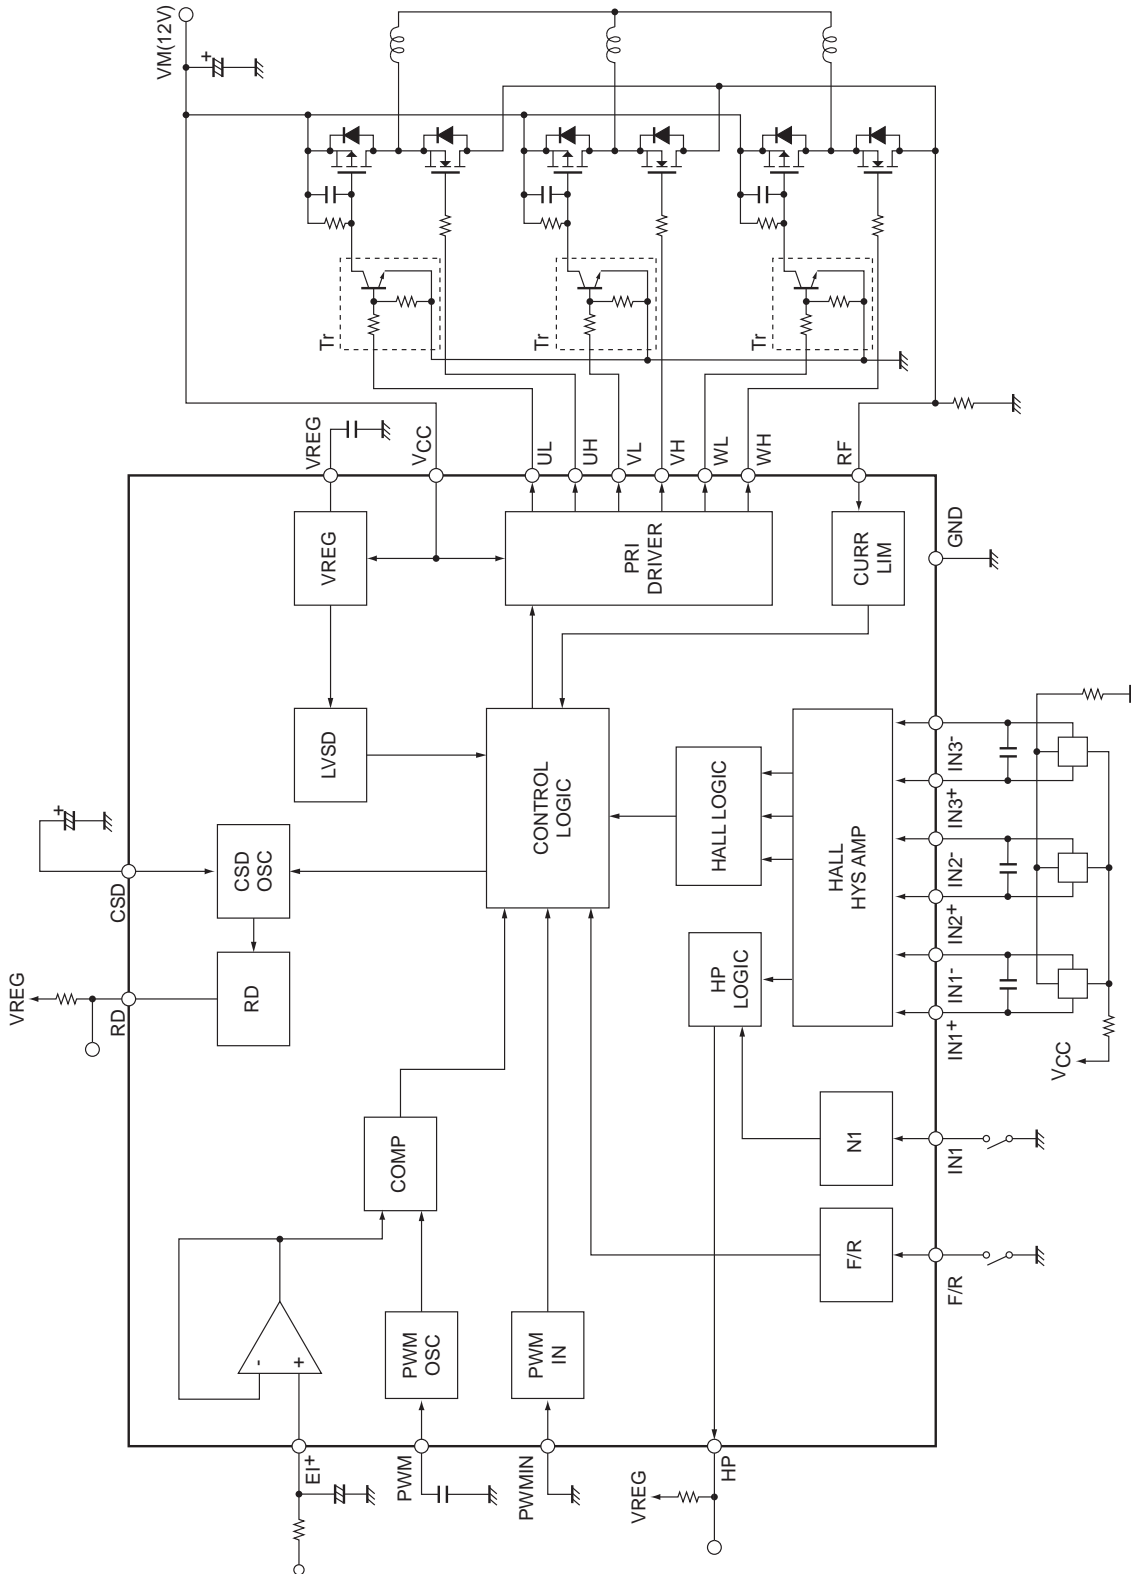 VM(12V)
+
Tr
Tr
Tr
VREG
VCC
UL
UH
VL
VH
WL
WH
RF
VREG
PRI
DRIVER
CURR
LIM
GND
LVSD
CONTROL
LOGIC
HALL LOGIC
HALL
HYS AMP
IN3-
IN3+
IN2-
IN2+
IN1-
IN1+
VCC
+
CSD
CSD
OSC
RD
VREG
RD
HP
LOGIC
COMP
N1
IN1
F/R
F/R
-
+
PWM
OSC
PWM
IN
EI+
PWM
PWMIN
HP
VREG